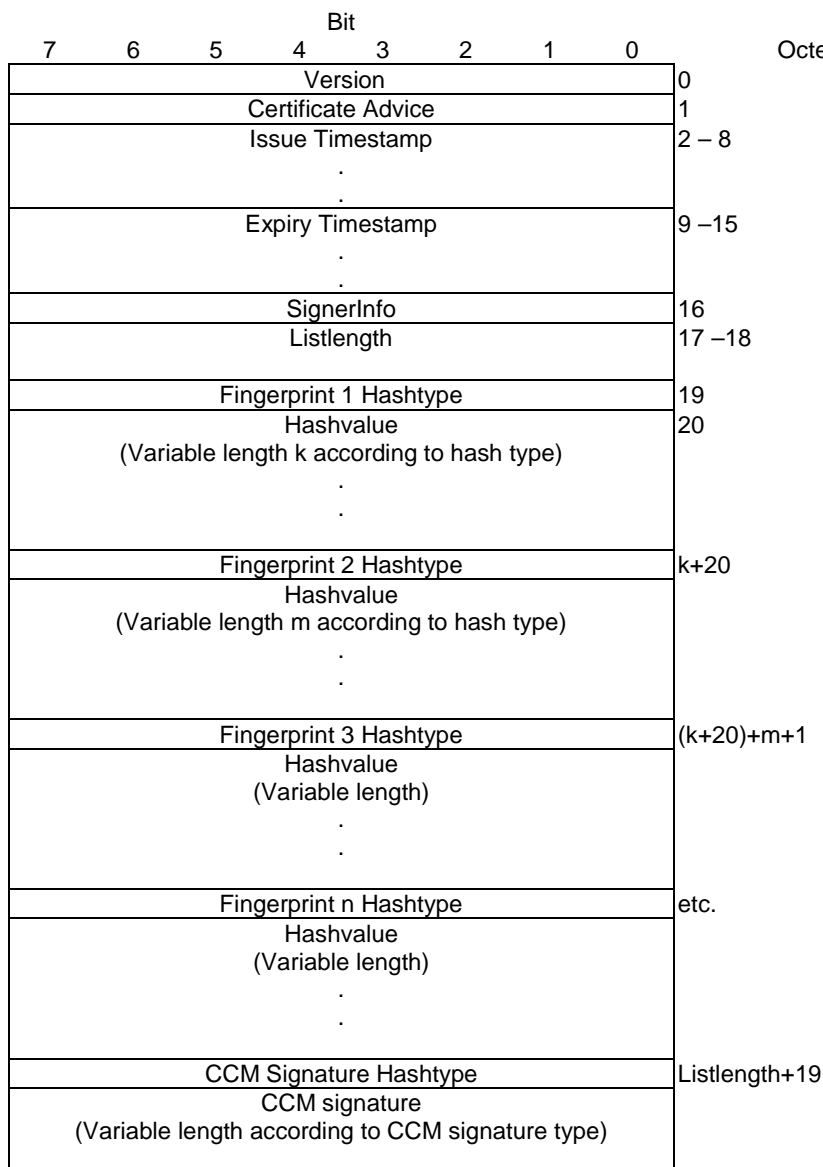 Bit
7 6 5 4 3 2 1 0 Octe
Version 0
Certificate Advice 1
Issue Timestamp 2 – 8
.
.
Expiry Timestamp 9 –15
.
.
SignerInfo 16
Listlength 17 –18
Fingerprint 1 Hashtype 19
Hashvalue 20
(Variable length k according to hash type)
.
.
Fingerprint 2 Hashtype k+20
Hashvalue
(Variable length m according to hash type)
.
.
Fingerprint 3 Hashtype (k+20)+m+1
Hashvalue
(Variable length)
.
.
Fingerprint n Hashtype etc.
Hashvalue
(Variable length)
.
.
CCM Signature Hashtype Listlength+19
CCM signature
(Variable length according to CCM signature type)